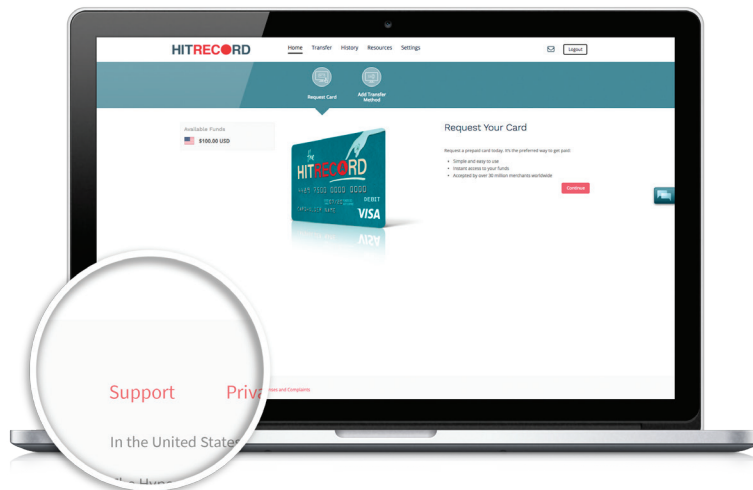 HITRECORD
Home Transfer History Resources Settings
Logout
Request Card
Add Transfer
Method
Available Funds
$100.00 USD
Request Your Card
Request a prepaid card today. It's the preferred way to get paid:
Simple and easy to use
Instant access to your funds
Accepted by over 30 million merchants worldwide
Continue
the
HITRECORD
DEBIT
VISA
and Complaints
Support Priva
In the United States